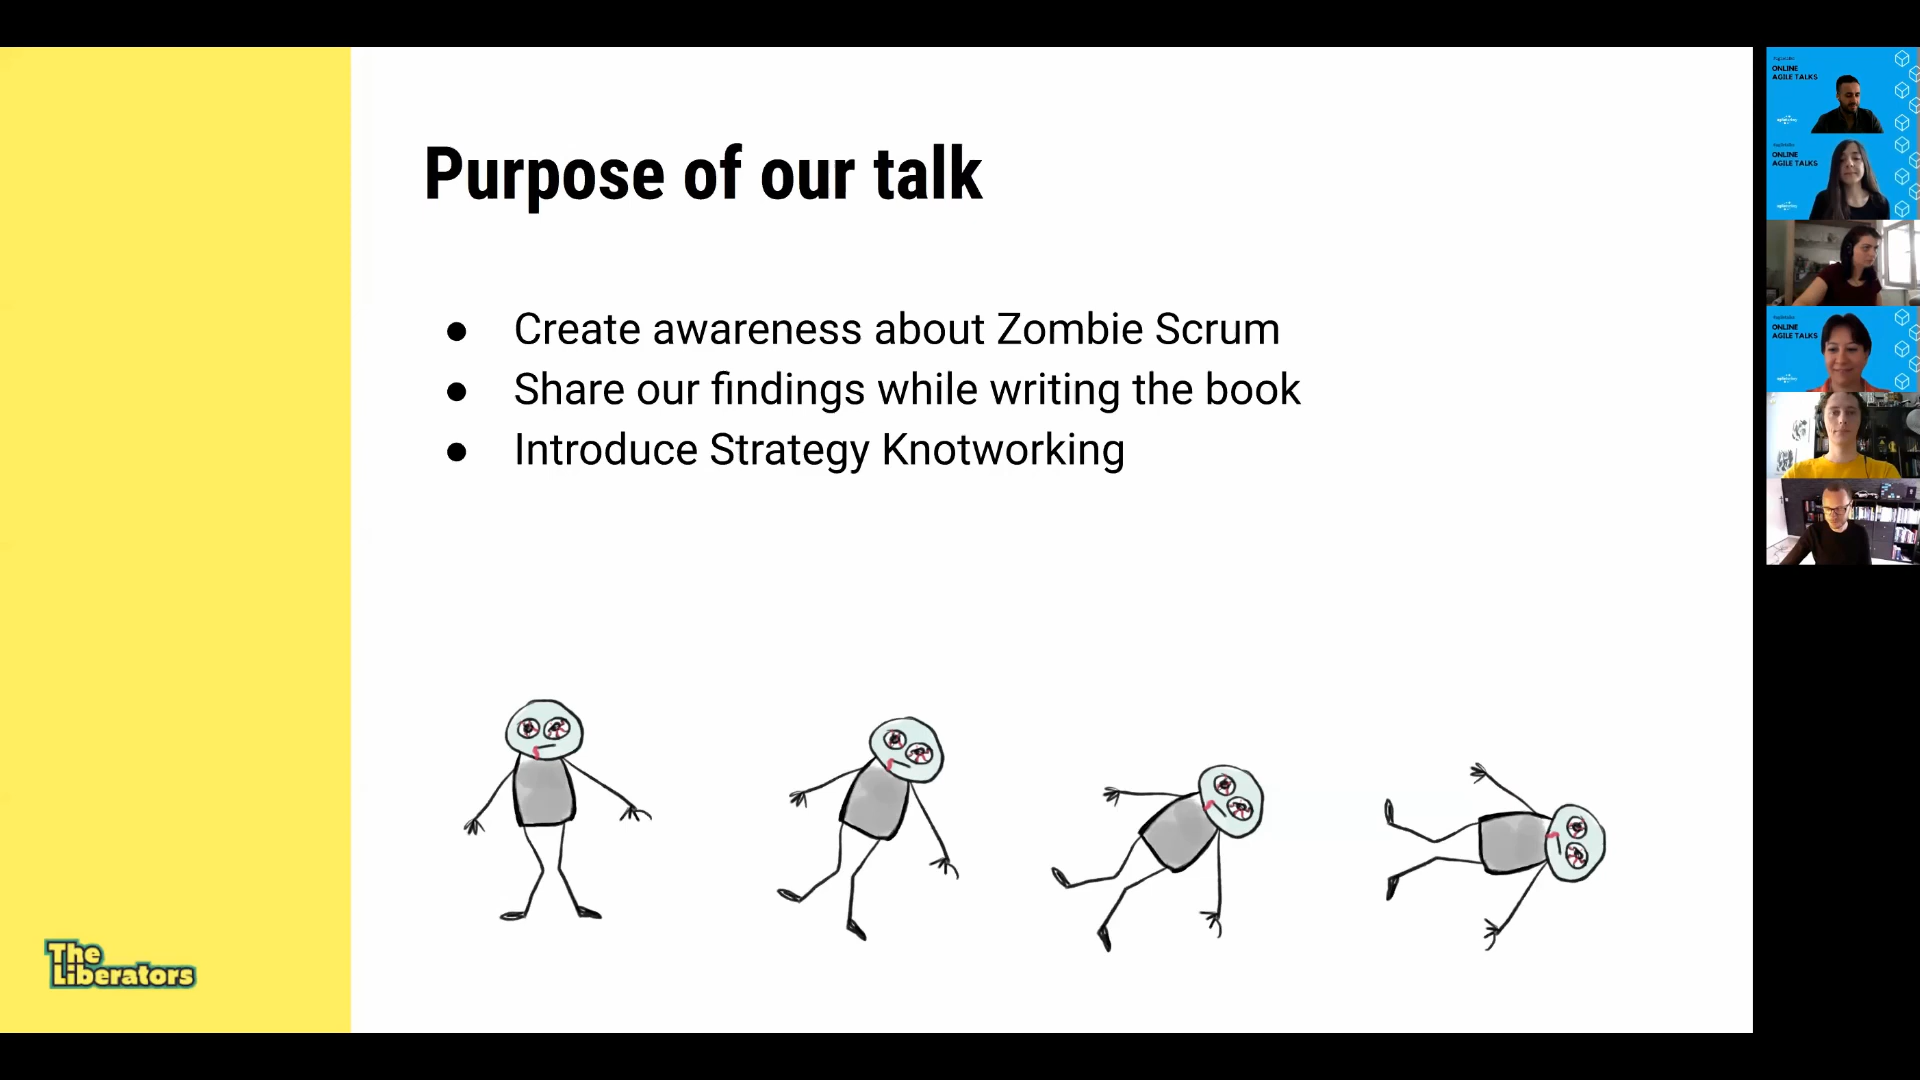 Purpose of our talk
● Create awareness about Zombie Scrum
● Share our findings while writing the book
● Introduce Strategy Knotworking
The
Liberators
ONLINE
AGILE TALKS
ONLINE
AGILE TALKS
ONLINE
AGILE TALKS